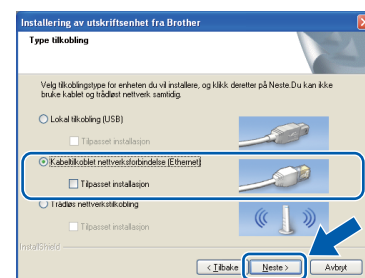 Installering av utskriftsenhet fra Brother
Type tilkobling
Velg tilkoblingstype for enheten du vil installere, og klikk deretter på Neste.Du kan ikke
bruke kablet og trådløst nettverk samtidig.
Lokal tilkobling (USB)
Tilpasset installasjon
Kabeltilkoblet nettverksforbindelse (Ethernet)
Tilpasset installasjon
Trådløs nettverkstilkobling
Tilpasset installasjon
InstallShield
< Tilbake
Neste >
Avbryt